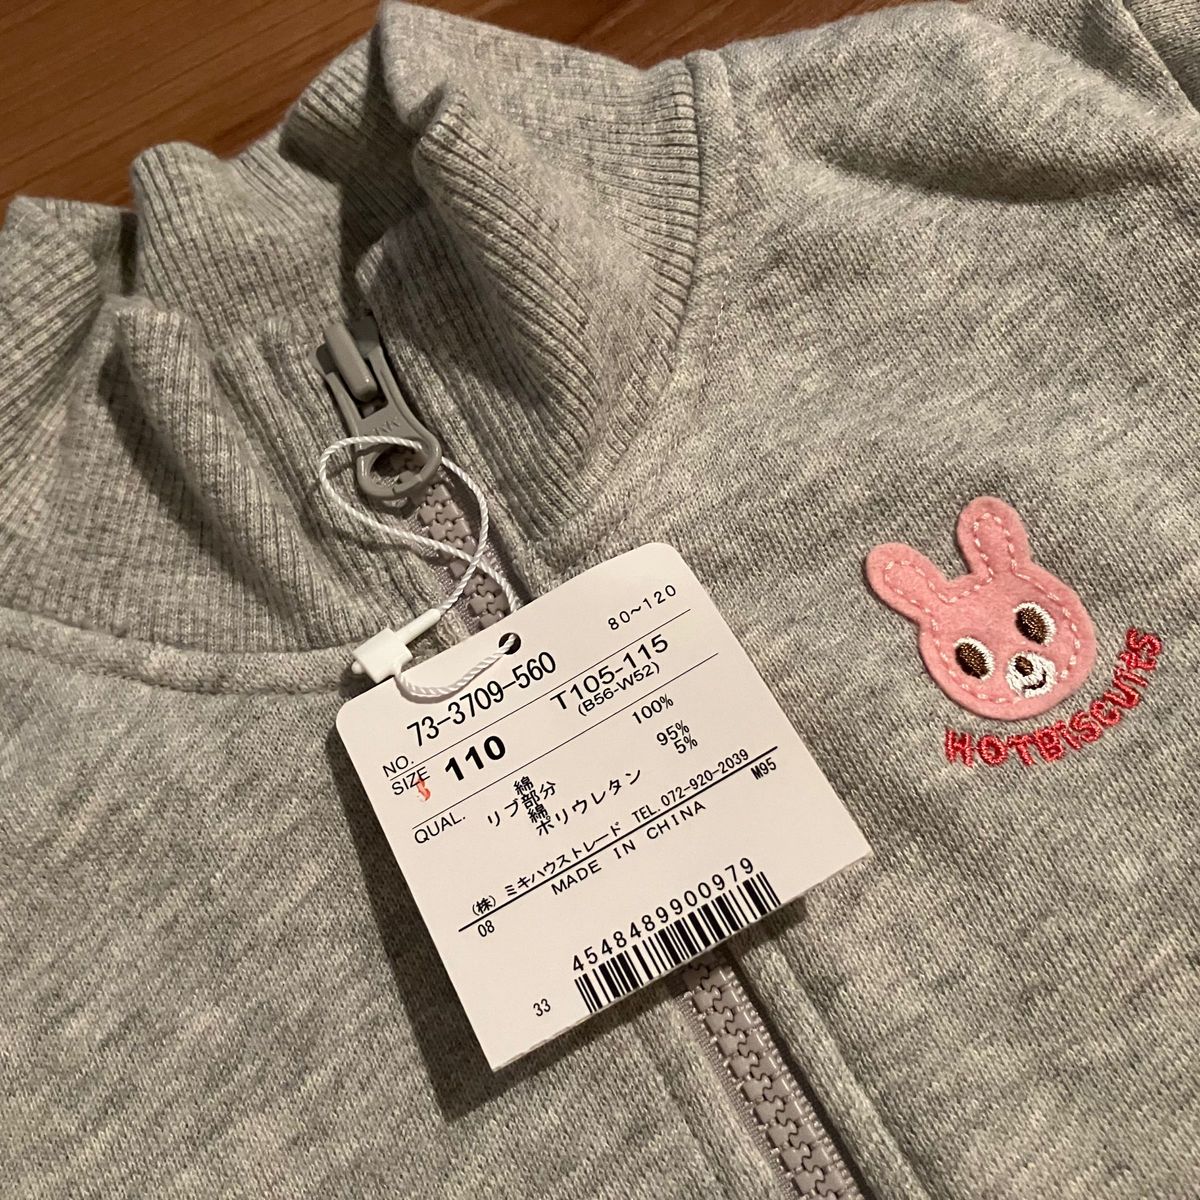 80~120
NO. 73-3709-560
SIZE 110 T105-115
(B56-W52)
QUAL. 綿 100%
リブ部分
綿 95%
ポリウレタン 5%
(株) ミキハウストレード TEL.072-920-2039
08 MADE IN CHINA M95
4548489900979
33
HOTBISCUITS